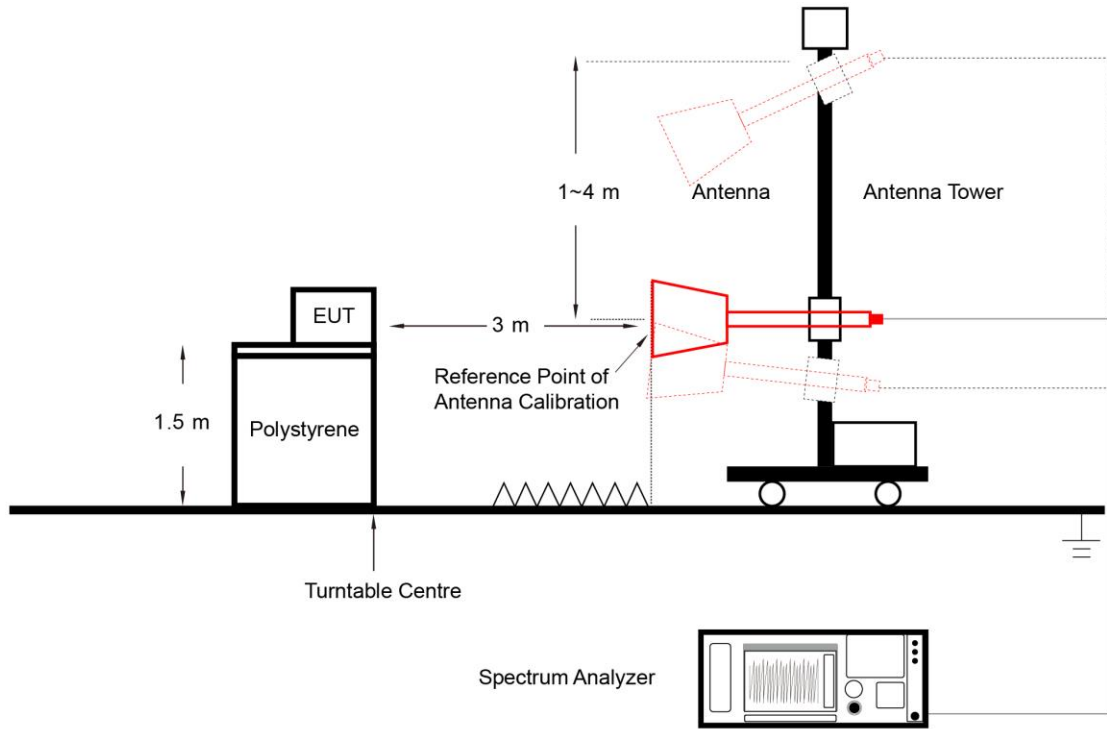 1~4 m
Antenna
Antenna Tower
EUT
3 m
Reference Point of
Antenna Calibration
1.5 m
Polystyrene
Turntable Centre
Spectrum Analyzer